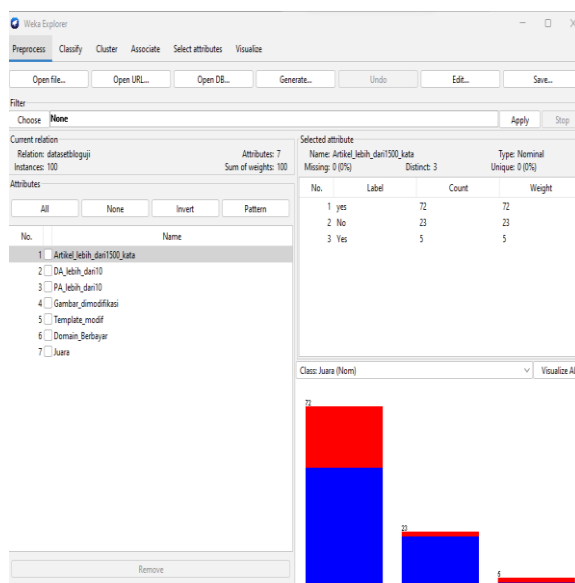 Weka Explorer
Preprocess Classify Cluster Associate Select attributes Visualize
Open file... Open URL... Open DB... Generate... Undo Edit... Save...
Filter
Choose None Apply Stop
Current relation
Relation: datasetbloguji Attributes: 7
Instances: 100 Sum of weights: 100
Attributes
All None Invert Pattern
No. Name
1 Artikel_lebih_dari1500_kata
2 DA_lebih_dari10
3 PA_lebih_dari10
4 Gambar_dimodifikasi
5 Template_modif
6 Domain_Berbayar
7 Juara
Remove
Selected attribute
Name: Artikel_lebih_dari1500_kata Type: Nominal
Missing: 0 (0%) Distinct: 3 Unique: 0 (0%)
No. Label Count Weight
1 yes 72 72
2 No 23 23
3 Yes 5 5
Class: Juara (Nom) Visualize Al
72
23
5